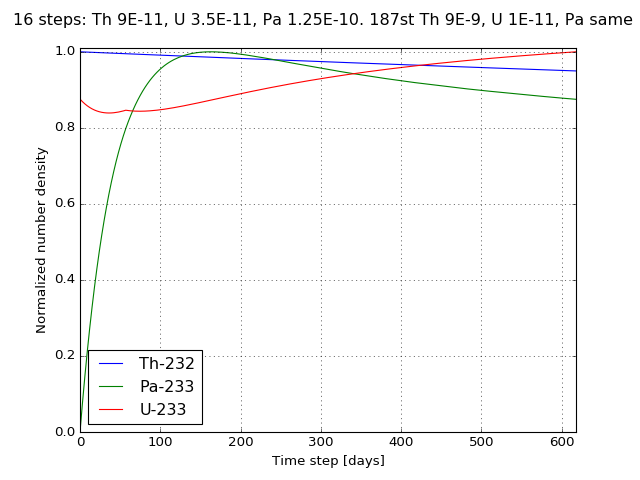 16 steps: Th 9E-11, U 3.5E-11, Pa 1.25E-10. 187st Th 9E-9, U 1E-11, Pa same
Normalized number density
1.0
0.8
0.6
0.4
0.2
0.0
Th-232
Pa-233
U-233
0 100 200 300 400 500 600
Time step [days]